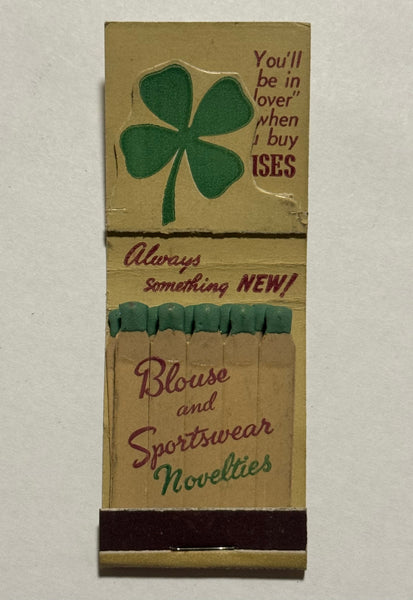 You'll
be in
lover"
when
buy
ISES
Always
something NEW!
Blouse
and
Sportswear
Novelties